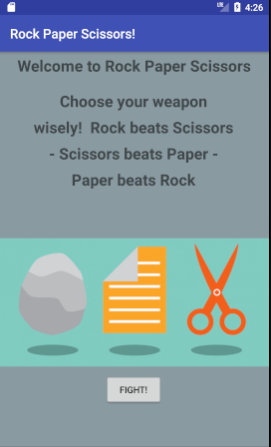 4:26
Rock Paper Scissors!
Welcome to Rock Paper Scissors
Choose your weapon
wisely! Rock beats Scissors
- Scissors beats Paper -
Paper beats Rock
FIGHT!